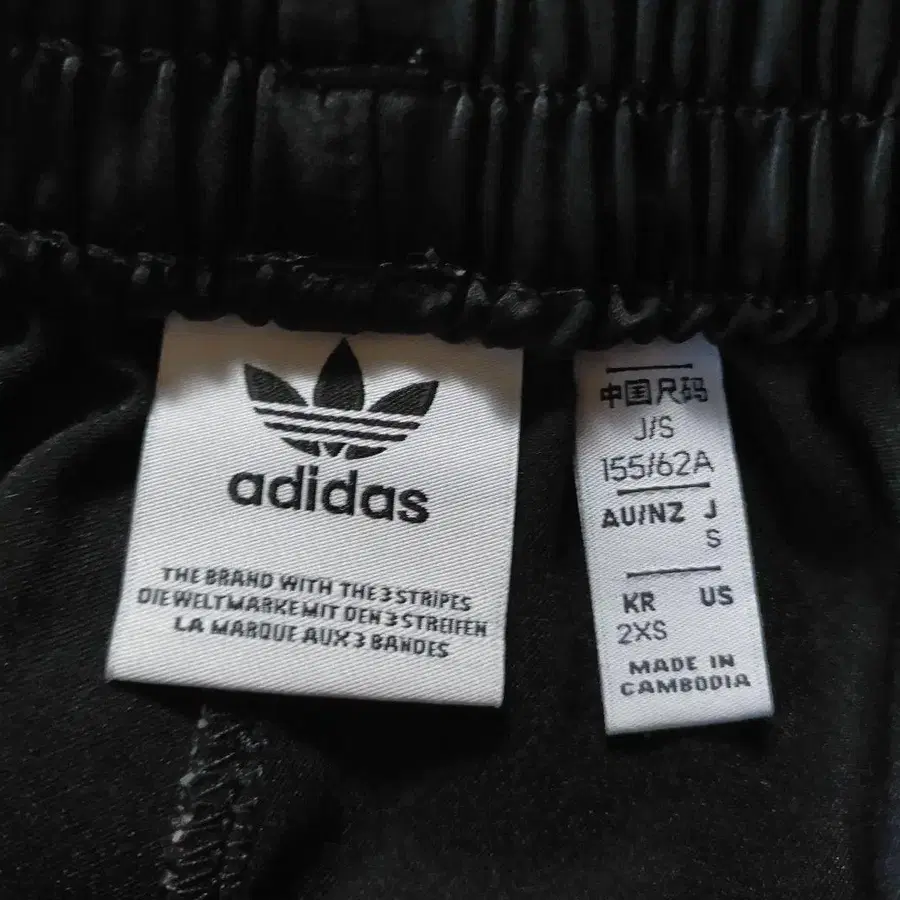 adidas
THE BRAND WITH THE 3 STRIPES
DIE WELTMARKE MIT DEN 3 STREIFEN
LA MARQUE AUX 3 BANDES
中国尺码
J/S
155/62A
AU/NZ J
S
KR US
2XS
MADE IN
CAMBODIA